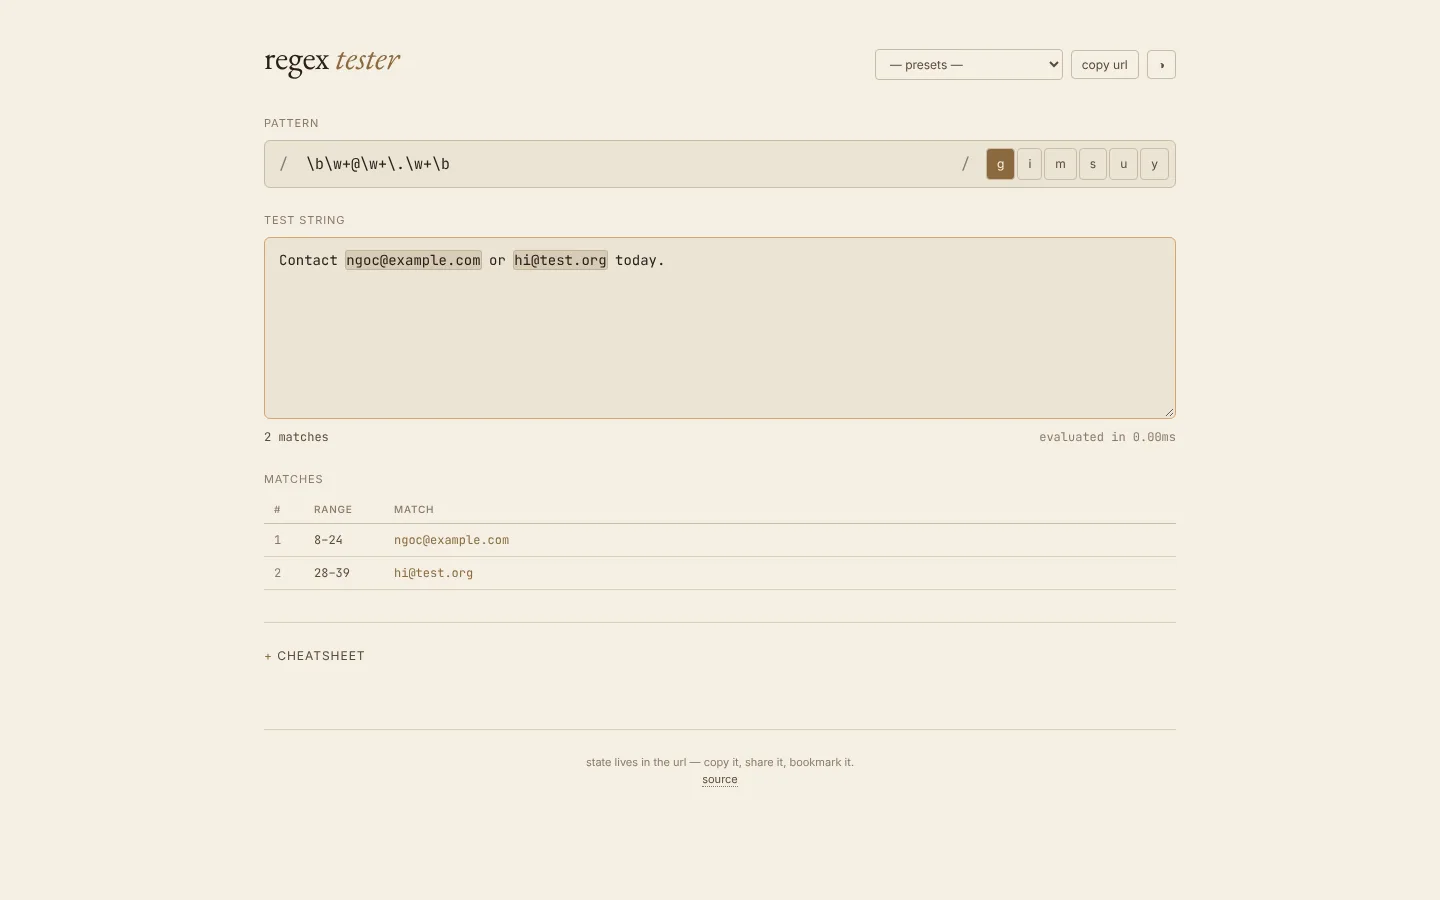 regex tester
— presets —
copy url
PATTERN
/ \b\w+@\w+\.\w+\b / g i m s u y
TEST STRING
Contact ngoc@example.com or hi@test.org today.
2 matches
evaluated in 0.00ms
MATCHES
# RANGE MATCH
1 8–24 ngoc@example.com
2 28–39 hi@test.org
+ CHEATSHEET
state lives in the url — copy it, share it, bookmark it.
source